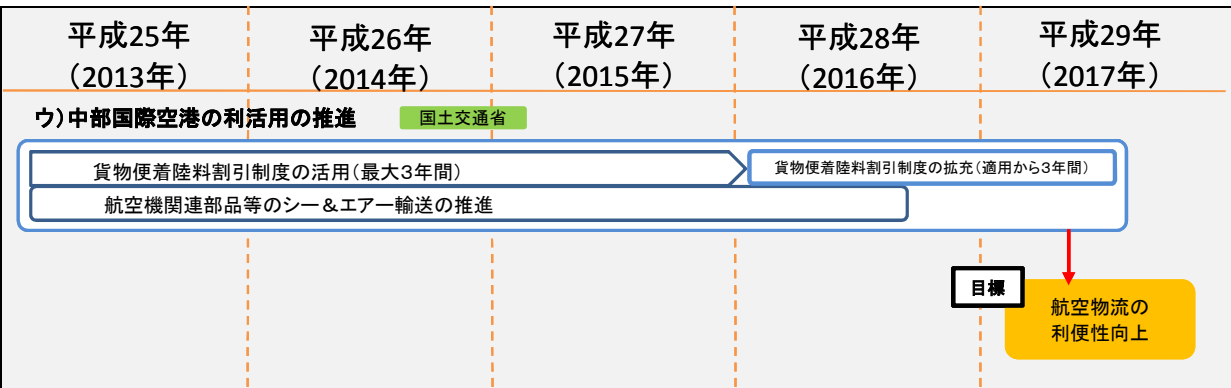 平成25年
(2013年)
平成26年
(2014年)
平成27年
(2015年)
平成28年
(2016年)
平成29年
(2017年)
ウ)中部国際空港の利活用の推進
国土交通省
貨物便着陸料割引制度の活用(最大3年間)
貨物便着陸料割引制度の拡充(適用から3年間)
航空機関連部品等のシー&エアー輸送の推進
目標
航空物流の
利便性向上